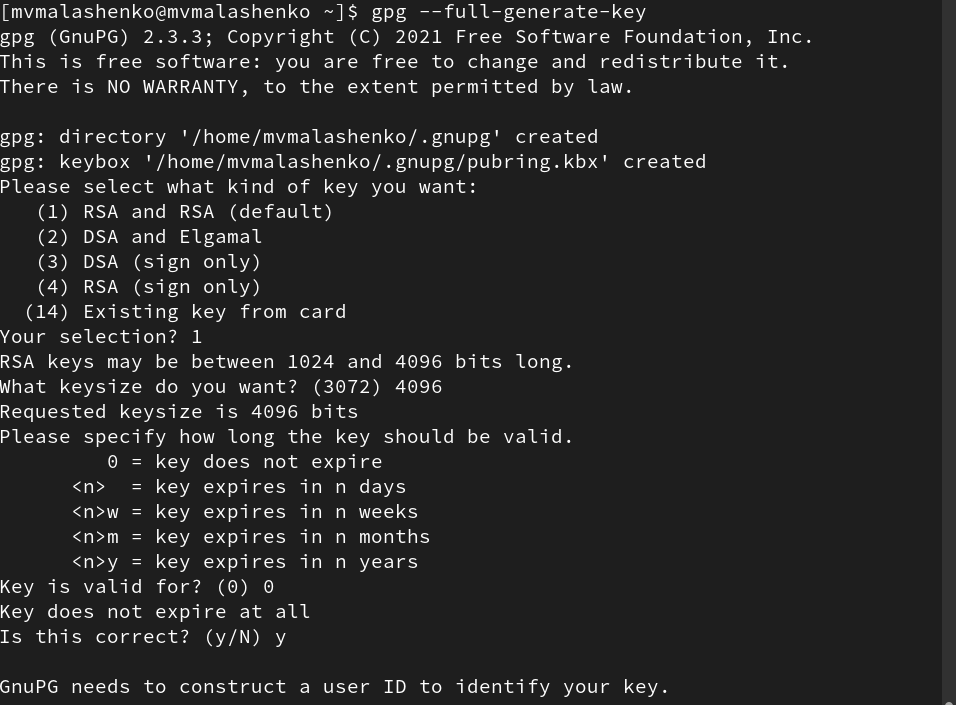 [mvmalashenko@mvmalashenko ~]$ gpg --full-generate-key
gpg (GnuPG) 2.3.3; Copyright (C) 2021 Free Software Foundation, Inc.
This is free software: you are free to change and redistribute it.
There is NO WARRANTY, to the extent permitted by law.

gpg: directory '/home/mvmalashenko/.gnupg' created
gpg: keybox '/home/mvmalashenko/.gnupg/pubring.kbx' created
Please select what kind of key you want:
   (1) RSA and RSA (default)
   (2) DSA and Elgamal
   (3) DSA (sign only)
   (4) RSA (sign only)
  (14) Existing key from card
Your selection? 1
RSA keys may be between 1024 and 4096 bits long.
What keysize do you want? (3072) 4096
Requested keysize is 4096 bits
Please specify how long the key should be valid.
         0 = key does not expire
      <n>  = key expires in n days
      <n>w = key expires in n weeks
      <n>m = key expires in n months
      <n>y = key expires in n years
Key is valid for? (0) 0
Key does not expire at all
Is this correct? (y/N) y

GnuPG needs to construct a user ID to identify your key.